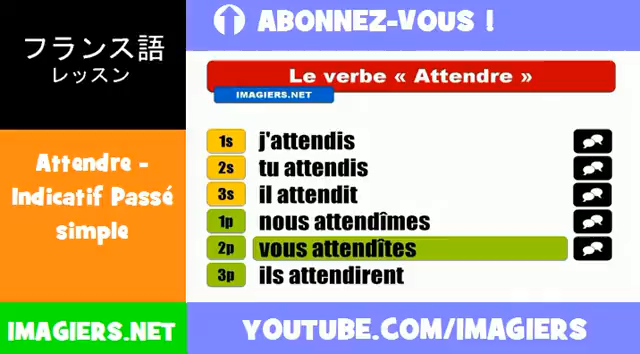 フランス語
レッスン
Attendre -
Indicatif Passé
simple
IMAGIERS.NET
ABONNEZ-VOUS !
Le verbe « Attendre »
IMAGIERS.NET
1s j'attendis
2s tu attendis
3s il attendit
1p nous attendîmes
2p vous attendîtes
3p ils attendirent
YOUTUBE.COM/IMAGIERS